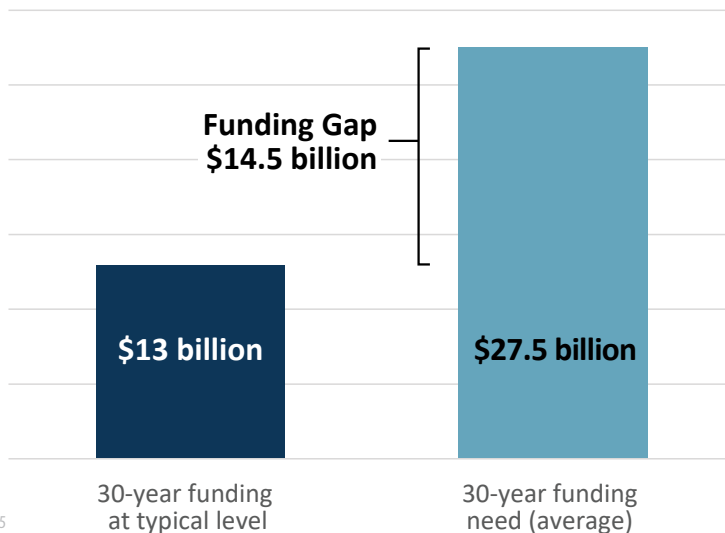 Funding Gap
$14.5 billion
$13 billion
$27.5 billion
30-year funding
at typical level
30-year funding
need (average)
5